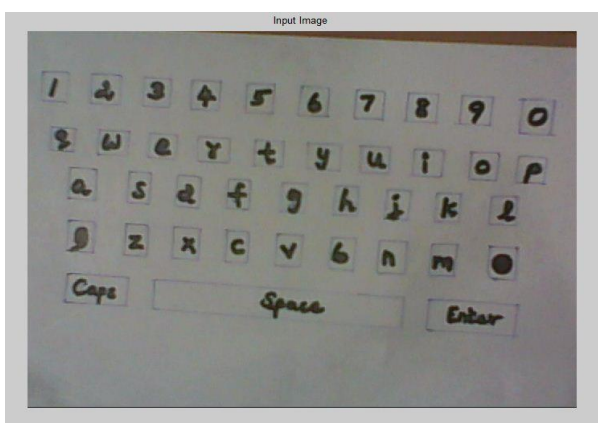 Input Image
1 2 3 4 5 6 7 8 9 0
q w e r t y u i o p
a s d f g h j k l
z x c v b n m
Caps Space Enter